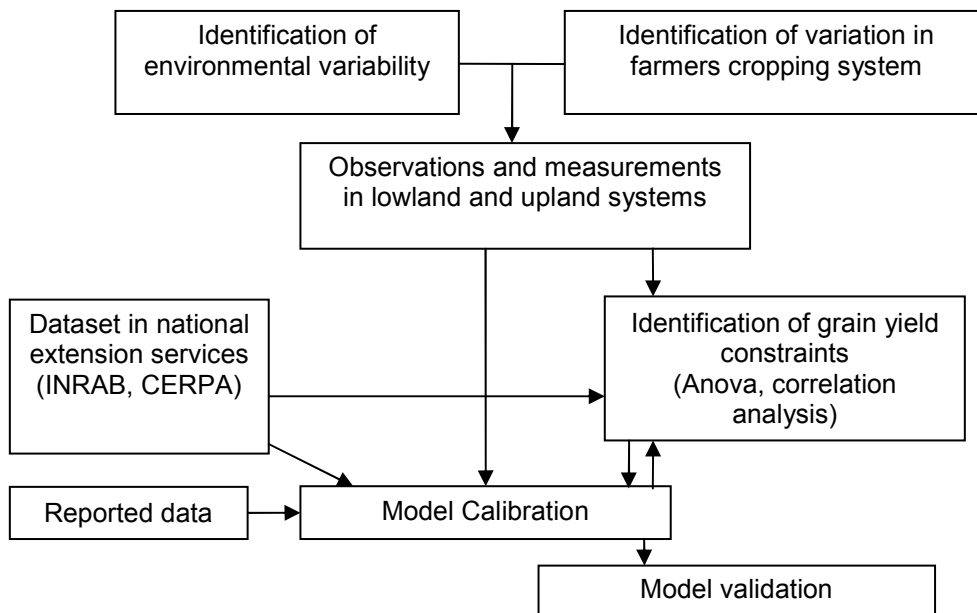 Identification of
environmental variability
Identification of variation in
farmers cropping system
Observations and measurements
in lowland and upland systems
Dataset in national
extension services
(INRAB, CERPA)
Identification of grain yield
constraints
(Anova, correlation
analysis)
Reported data
Model Calibration
Model validation